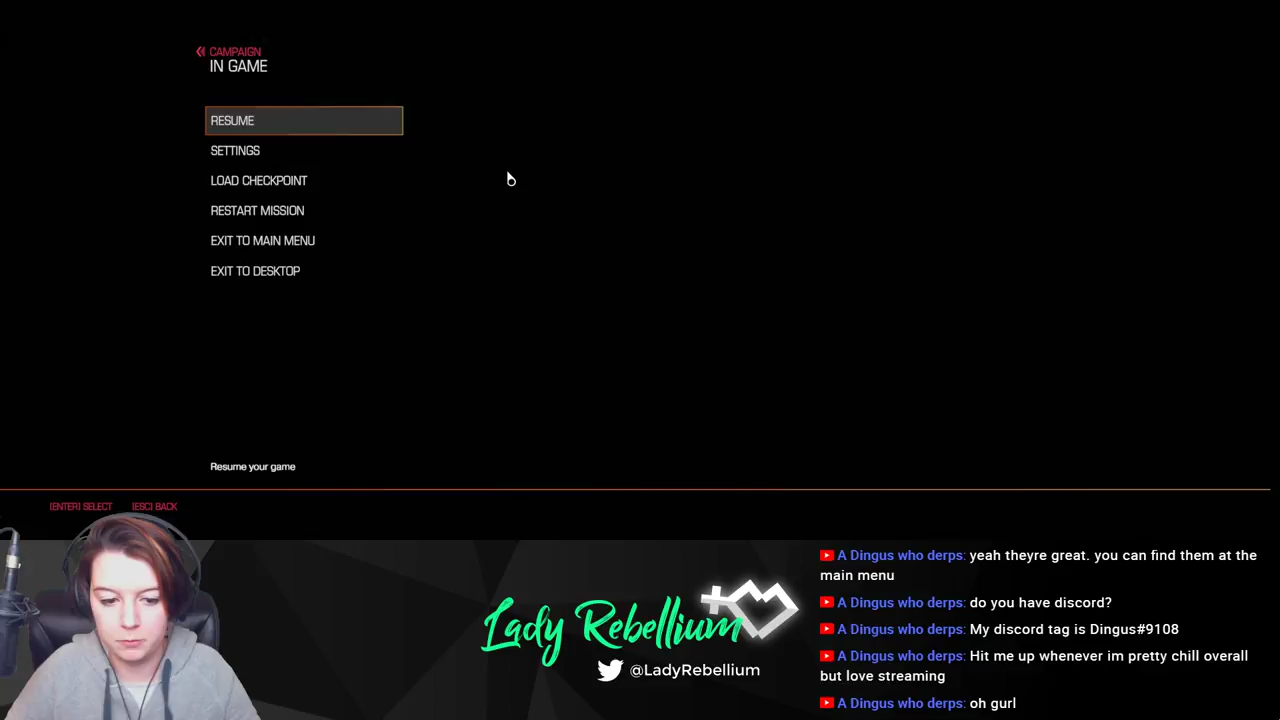 CAMPAIGN
IN GAME
RESUME
SETTINGS
LOAD CHECKPOINT
RESTART MISSION
EXIT TO MAIN MENU
EXIT TO DESKTOP
Resume your game
[ENTER] SELECT [ESC] BACK
Lady Rebellium
@LadyRebellium
A Dingus who derps: yeah theyre great. you can find them at the
main menu
A Dingus who derps: do you have discord?
A Dingus who derps: My discord tag is Dingus#9108
A Dingus who derps: Hit me up whenever im pretty chill overall
but love streaming
A Dingus who derps: oh gurl